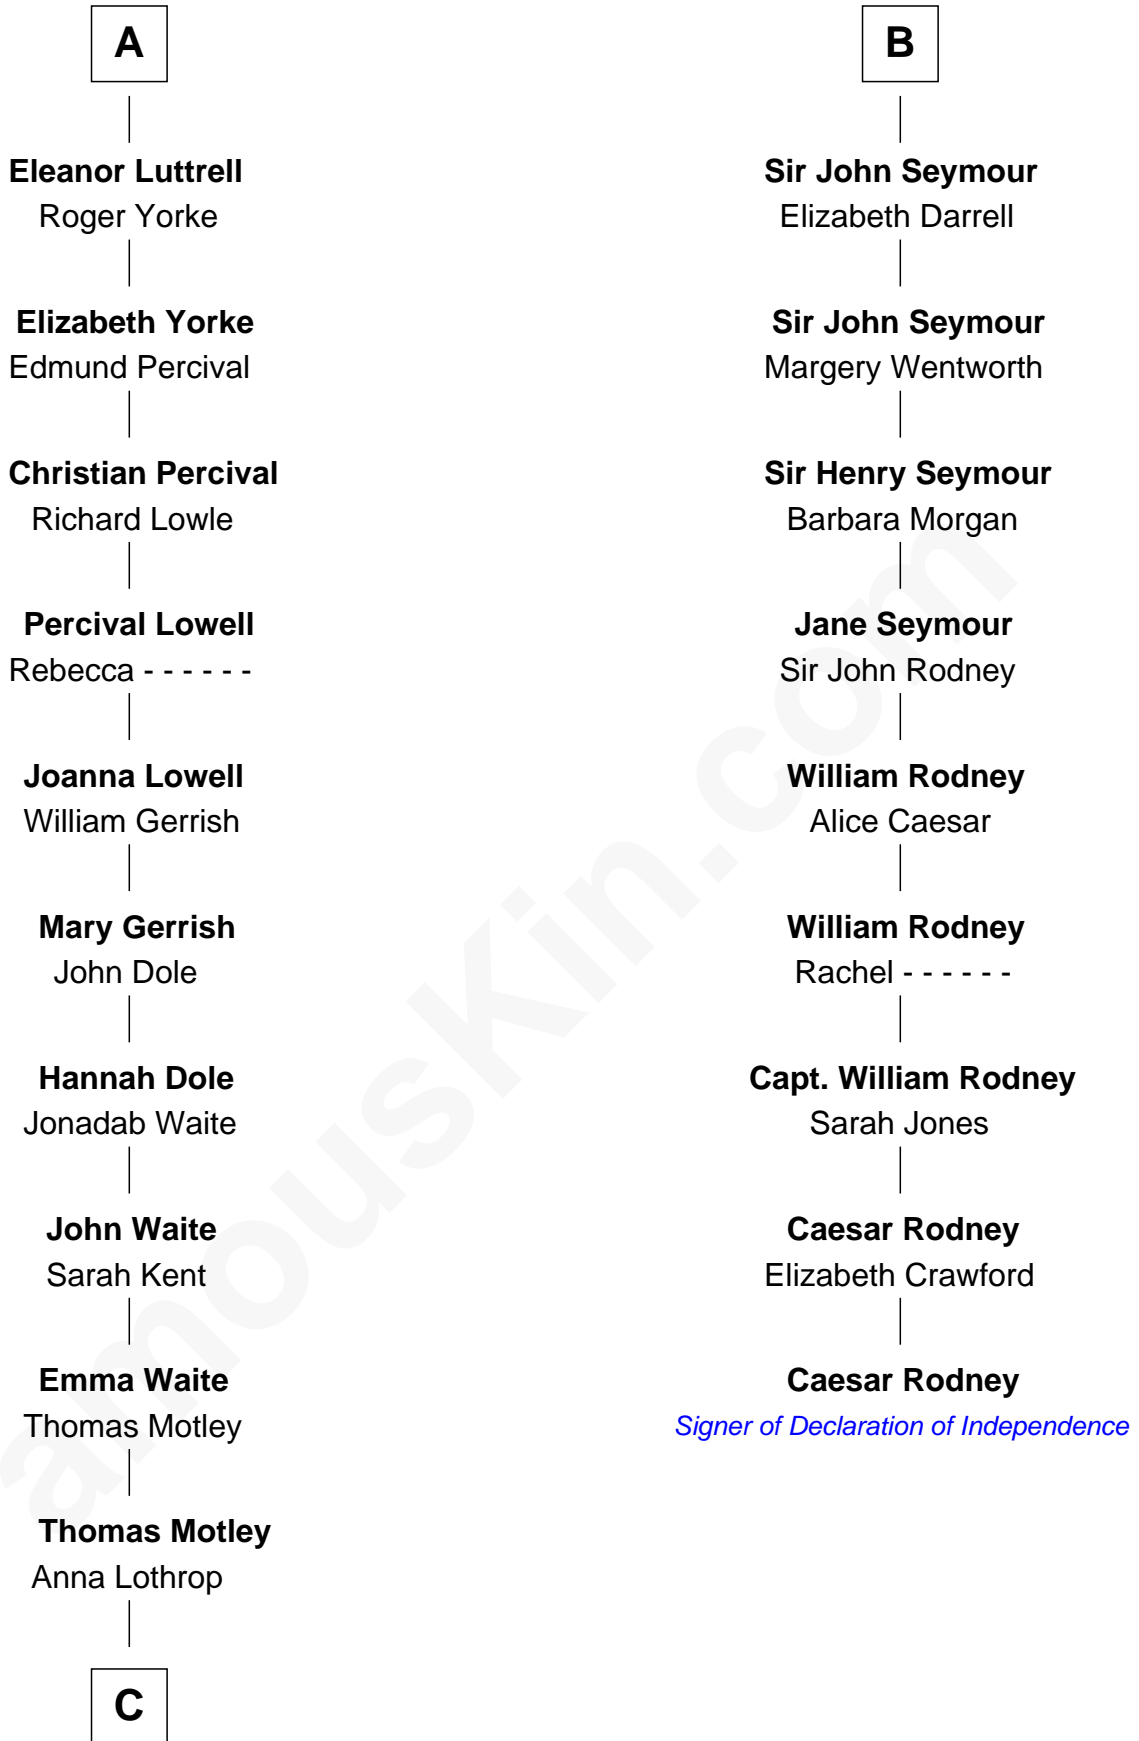 A
Eleanor Luttrell
Roger Yorke
Elizabeth Yorke
Edmund Percival
Christian Percival
Richard Lowle
Percival Lowell
Rebecca - - - - - -
Joanna Lowell
William Gerrish
Mary Gerrish
John Dole
Hannah Dole
Jonadab Waite
John Waite
Sarah Kent
Emma Waite
Thomas Motley
Thomas Motley
Anna Lothrop
C
B
Sir John Seymour
Elizabeth Darrell
Sir John Seymour
Margery Wentworth
Sir Henry Seymour
Barbara Morgan
Jane Seymour
Sir John Rodney
William Rodney
Alice Caesar
William Rodney
Rachel - - - - - -
Capt. William Rodney
Sarah Jones
Caesar Rodney
Elizabeth Crawford
Caesar Rodney
Signer of Declaration of Independence
amousKin.com